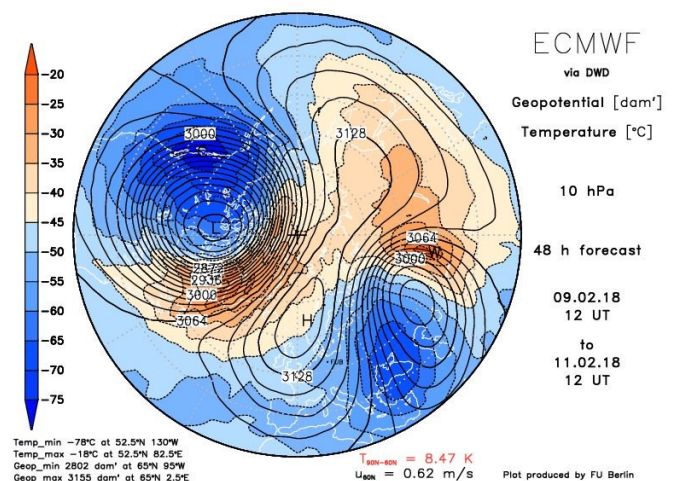 ECMWF
via DWD
Geopotential [dam']
Temperature [°C]
10 hPa
48 h forecast
09.02.18
12 UT
to
11.02.18
12 UT
-20
-25
-30
-35
-40
-45
-50
-55
-60
-65
-70
-75
3000
3128
3064
3000
W
2872
2936
3000
3064
H
FUB
3128
Temp_min -78°C at 52.5°N 130°W
Temp_max -18°C at 52.5°N 82.5°E
Geop_min 2802 dam' at 65°N 95°W
Geop_max 3155 dam' at 65°N 2.5°E
T90N-60N = 8.47 K
u60N = 0.62 m/s
Plot produced by FU Berlin